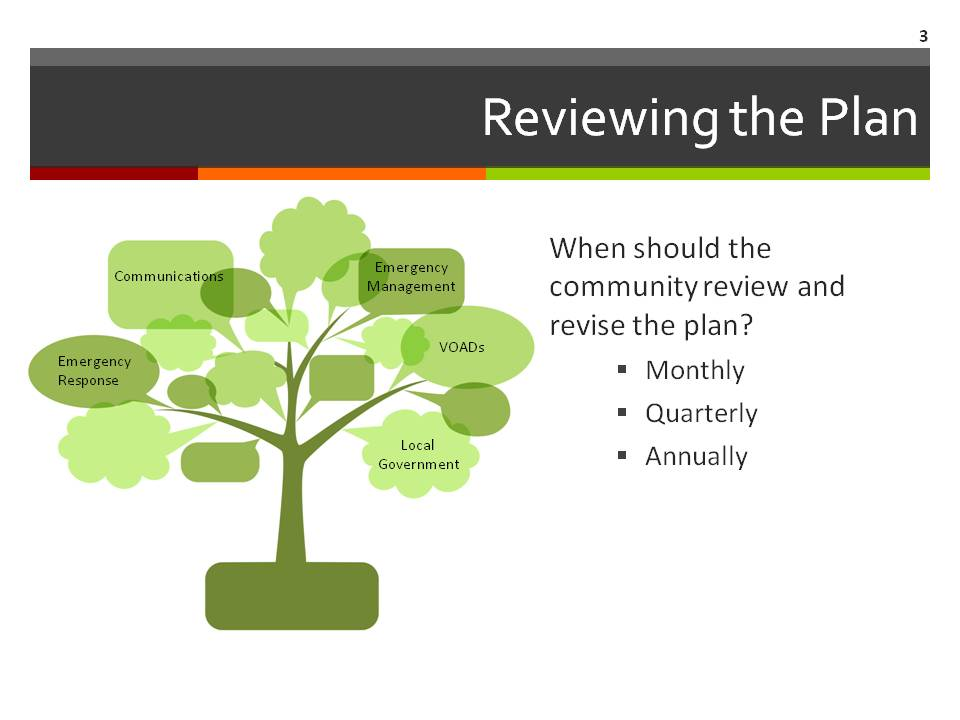 3
Reviewing the Plan
Communications
Emergency
Management
VOADs
Emergency
Response
Local
Government
When should the
community review and
revise the plan?
▪ Monthly
▪ Quarterly
▪ Annually